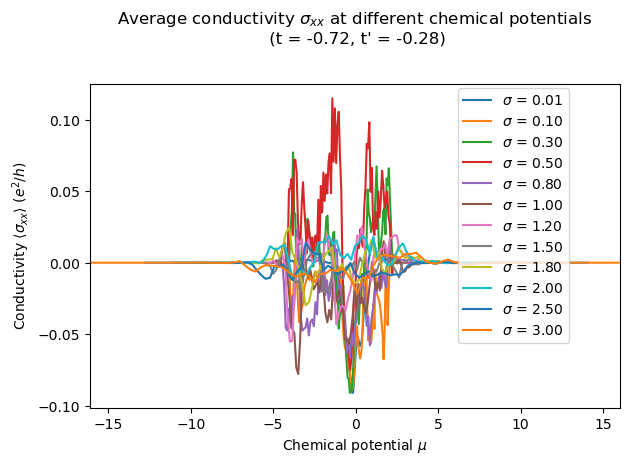 Average conductivity σxx at different chemical potentials
(t = -0.72, t' = -0.28)
Conductivity ⟨σxx⟩ (e²/h)
0.10
0.05
0.00
−0.05
−0.10
−15
−10
−5
0
5
10
15
Chemical potential μ
σ = 0.01
σ = 0.10
σ = 0.30
σ = 0.50
σ = 0.80
σ = 1.00
σ = 1.20
σ = 1.50
σ = 1.80
σ = 2.00
σ = 2.50
σ = 3.00